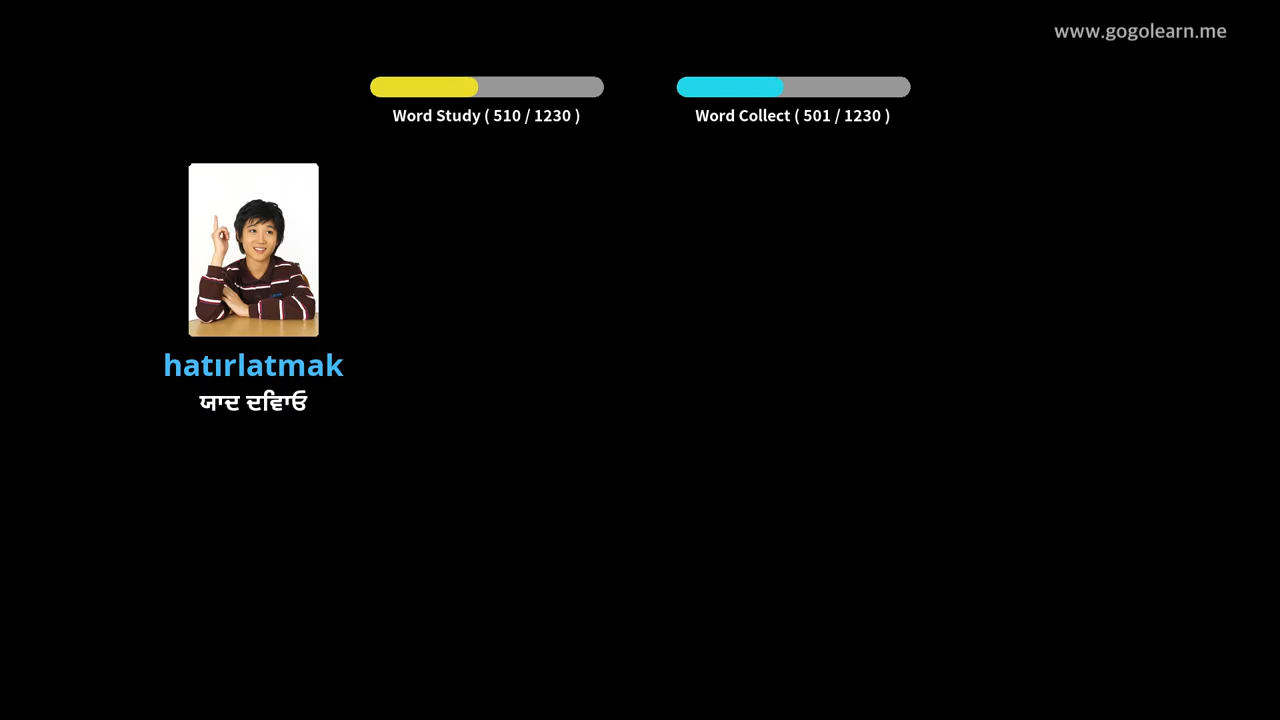 www.gogolearn.me
Word Study ( 510 / 1230 )
Word Collect ( 501 / 1230 )
hatırlatmak
ਯਾਦ ਦਿਵਾਓ